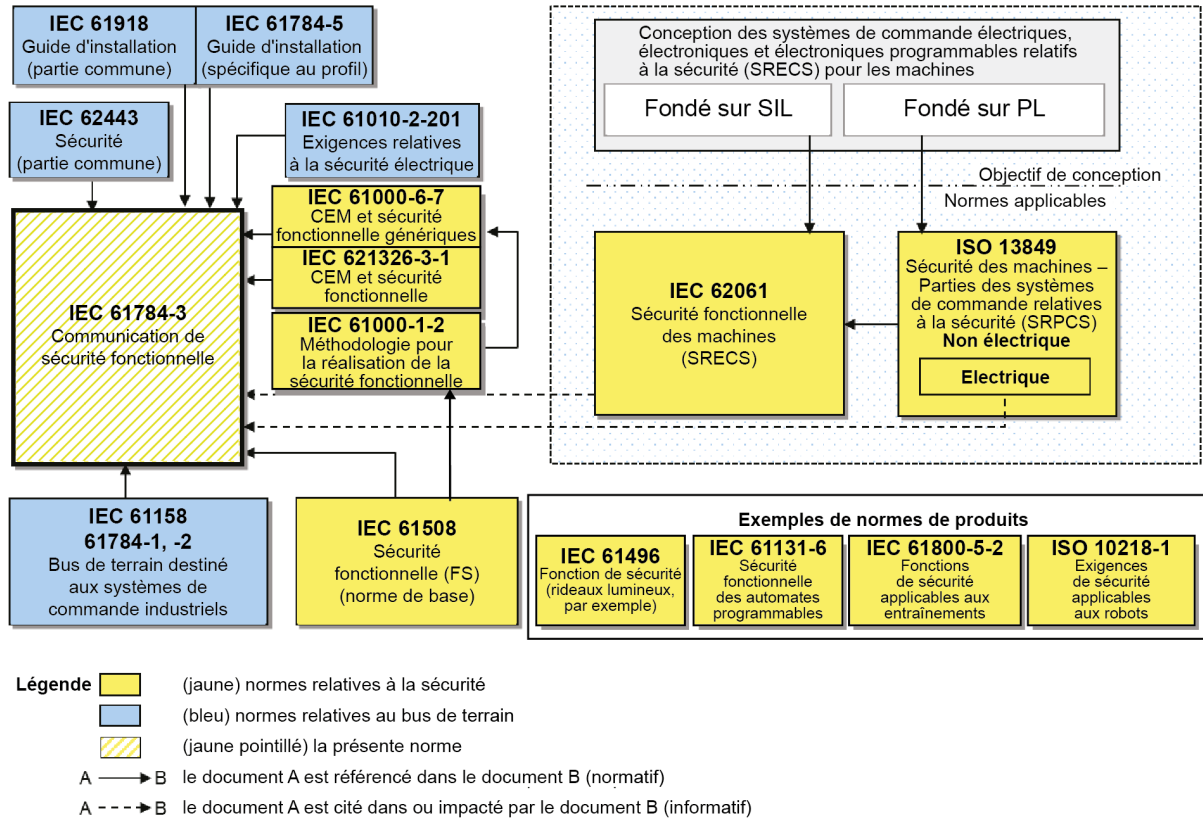 IEC 61918
Guide d'installation
(partie commune)
IEC 61784-5
Guide d'installation
(spécifique au profil)
IEC 62443
Sécurité
(partie commune)
IEC 61010-2-201
Exigences relatives
à la sécurité électrique
IEC 61000-6-7
CEM et sécurité
fonctionnelle génériques
IEC 621326-3-1
CEM et sécurité
fonctionnelle
IEC 61000-1-2
Méthodologie pour
la réalisation de la
sécurité fonctionnelle
IEC 61784-3
Communication de
sécurité fonctionnelle
IEC 61158
61784-1, -2
Bus de terrain destiné
aux systèmes de
commande industriels
IEC 61508
Sécurité
fonctionnelle (FS)
(norme de base)
Conception des systèmes de commande électriques,
électroniques et électroniques programmables relatifs
à la sécurité (SRECS) pour les machines
Fondé sur SIL
Fondé sur PL
Objectif de conception
Normes applicables
IEC 62061
Sécurité fonctionnelle
des machines
(SRECS)
ISO 13849
Sécurité des machines –
Parties des systèmes
de commande relatives
à la sécurité (SRPCS)
Non électrique
Electrique
Exemples de normes de produits
IEC 61496
Fonction de sécurité
(rideaux lumineux,
par exemple)
IEC 61131-6
Sécurité
fonctionnelle
des automates
programmables
IEC 61800-5-2
Fonctions
de sécurité
applicables aux
entraînements
ISO 10218-1
Exigences
de sécurité
applicables
aux robots
Légende
(jaune) normes relatives à la sécurité
(bleu) normes relatives au bus de terrain
(jaune pointillé) la présente norme
A B le document A est référencé dans le document B (normatif)
A B le document A est cité dans ou impacté par le document B (informatif)